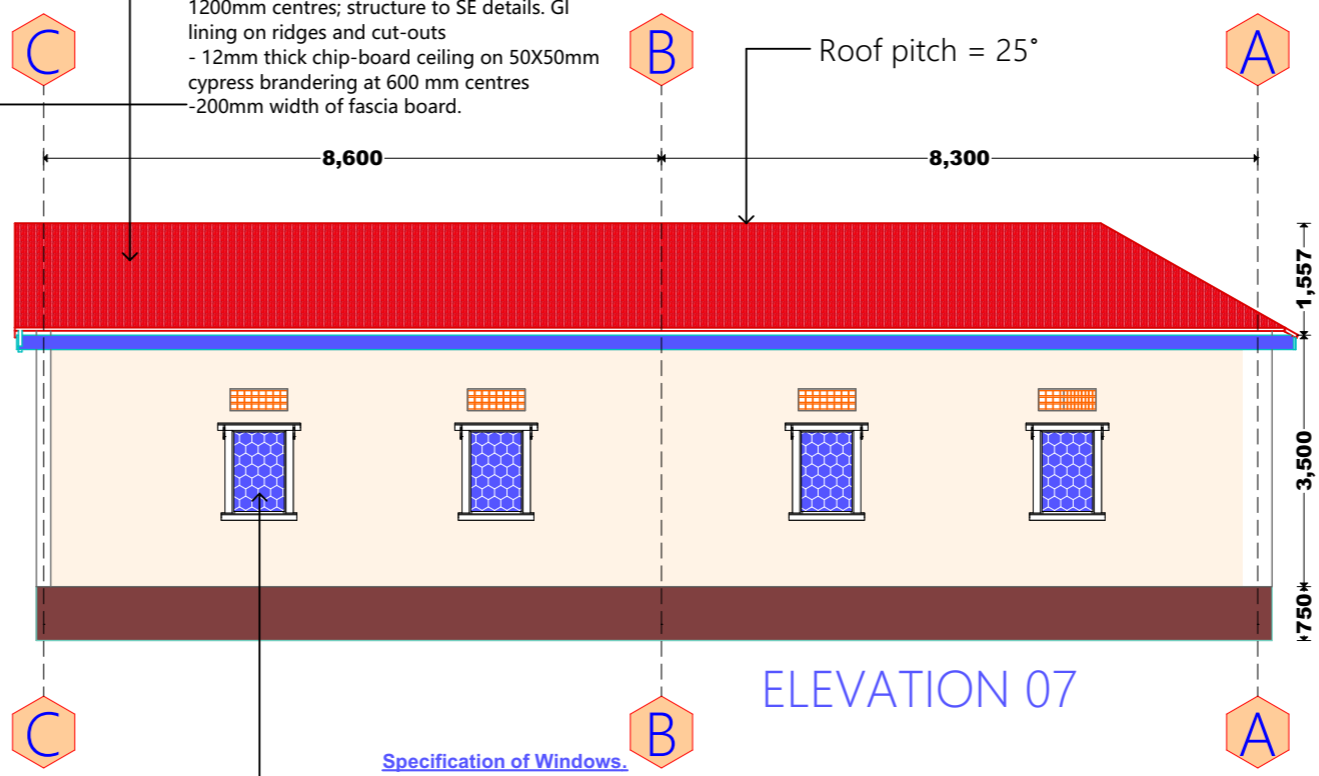 1200mm centres; structure to SE details. GI
lining on ridges and cut-outs
- 12mm thick chip-board ceiling on 50X50mm
cypress brandering at 600 mm centres
-200mm width of fascia board.
C
B
Roof pitch = 25°
A
8,600
8,300
1,557
3,500
750
ELEVATION 07
C
B
A
Specification of Windows.